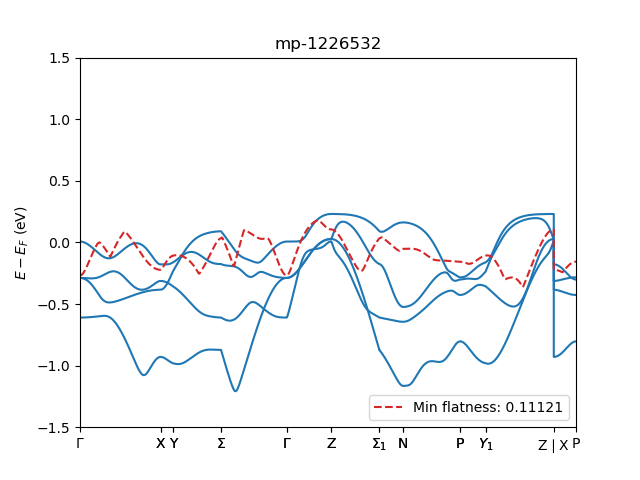 mp-1226532
1.5
1.0
0.5
0.0
−0.5
−1.0
−1.5
E − E_F (eV)
Min flatness: 0.11121
Γ X Y Σ Γ Z Σ₁ N P Y₁ Z | X P